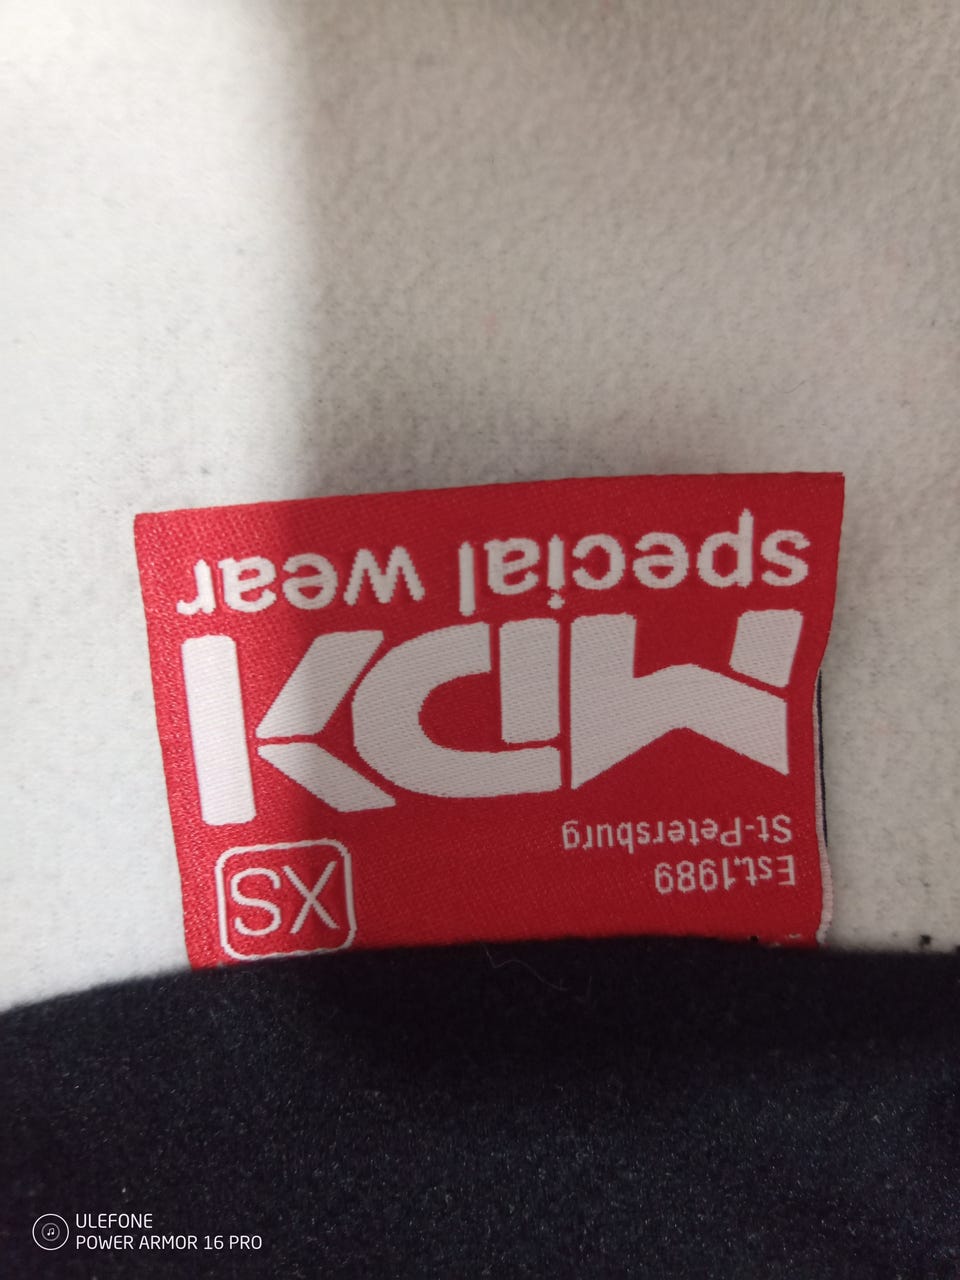 Est.1989
St-Petersburg
XS
special wear
ULEFONE
POWER ARMOR 16 PRO